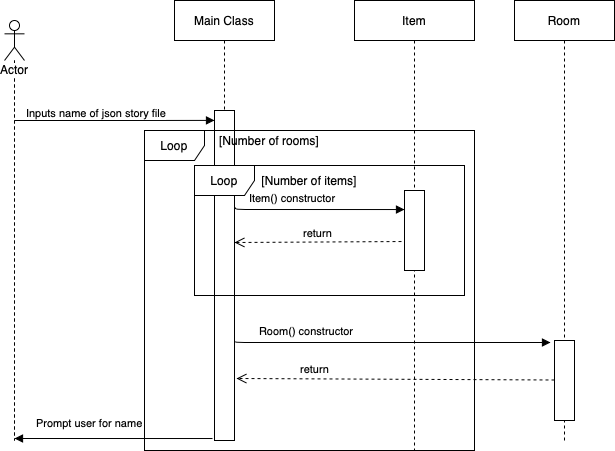 Main Class
Item
Room
Actor
Inputs name of json story file
Loop
[Number of rooms]
Loop
[Number of items]
Item() constructor
return
Room() constructor
return
Prompt user for name